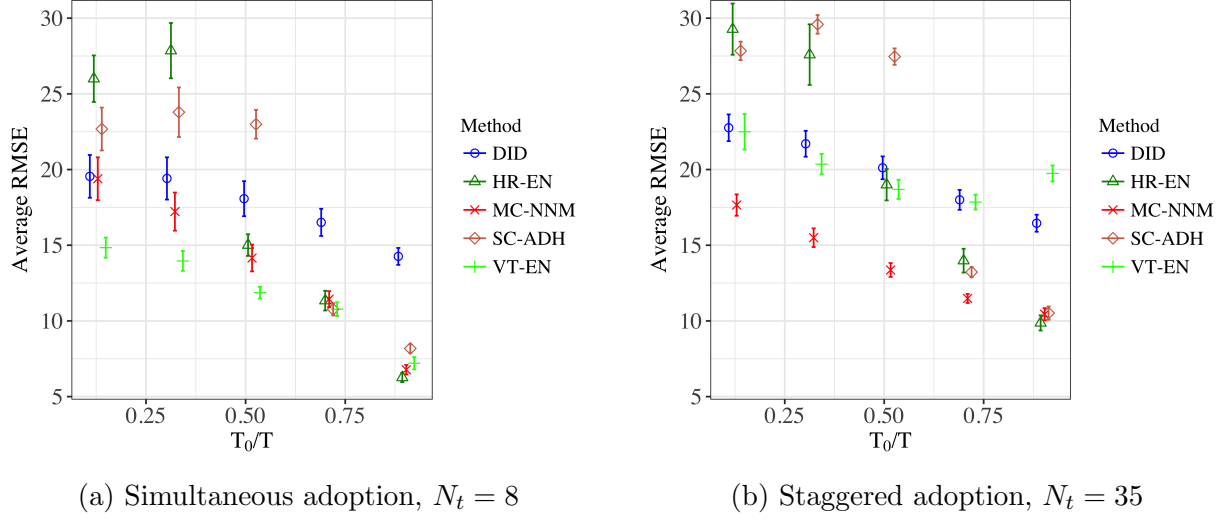 30
25
20
15
10
5
Average RMSE
0.25 0.50 0.75
T₀/T
Method
DID
HR-EN
MC-NNM
SC-ADH
VT-EN
(a) Simultaneous adoption, Nₜ = 8
30
25
20
15
10
5
Average RMSE
0.25 0.50 0.75
T₀/T
Method
DID
HR-EN
MC-NNM
SC-ADH
VT-EN
(b) Staggered adoption, Nₜ = 35